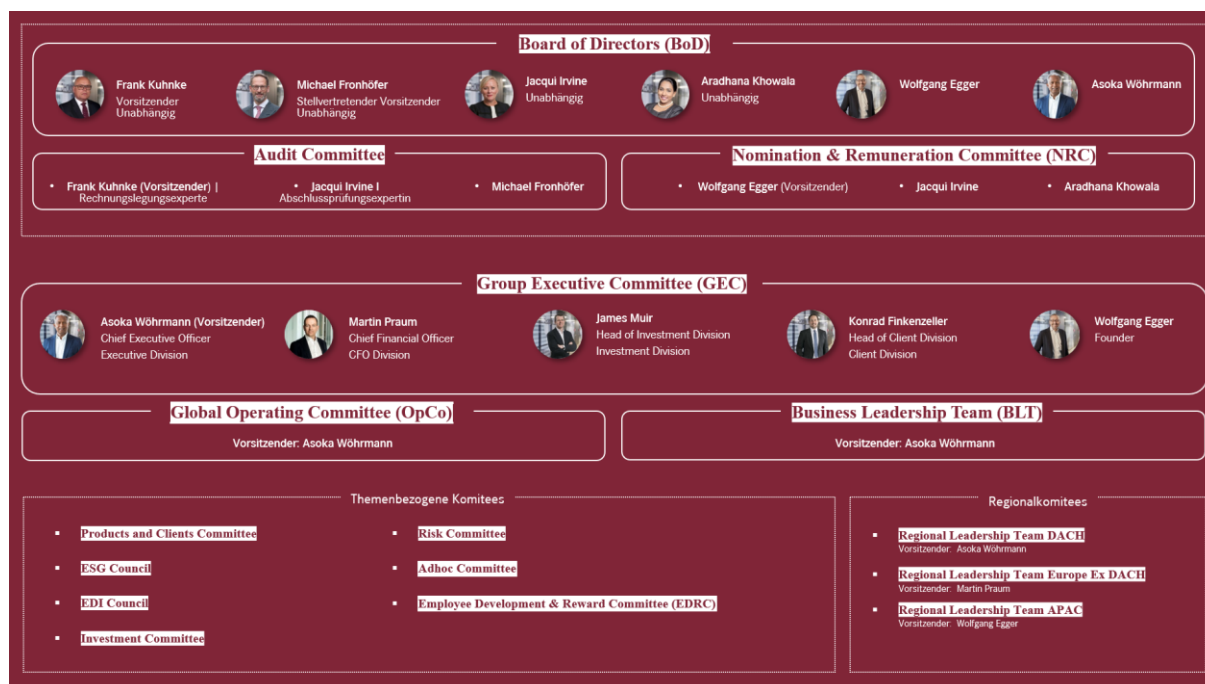 Board of Directors (BoD)
Frank Kuhnke
Vorsitzender
Unabhängig
Michael Fronhöfer
Stellvertretender Vorsitzender
Unabhängig
Jacqui Irvine
Unabhängig
Aradhana Khowala
Unabhängig
Wolfgang Egger
Asoka Wöhrmann
Audit Committee
• Frank Kuhnke (Vorsitzender) |
Rechnungslegungsexperte
• Jacqui Irvine I
Abschlussprüfungsexpertin
• Michael Fronhöfer
Nomination & Remuneration Committee (NRC)
• Wolfgang Egger (Vorsitzender)
• Jacqui Irvine
• Aradhana Khowala
Group Executive Committee (GEC)
Asoka Wöhrmann (Vorsitzender)
Chief Executive Officer
Executive Division
Martin Praum
Chief Financial Officer
CFO Division
James Muir
Head of Investment Division
Investment Division
Konrad Finkenzeller
Head of Client Division
Client Division
Wolfgang Egger
Founder
Global Operating Committee (OpCo)
Vorsitzender: Asoka Wöhrmann
Business Leadership Team (BLT)
Vorsitzender: Asoka Wöhrmann
Themenbezogene Komitees
▪ Products and Clients Committee
▪ ESG Council
▪ EDI Council
▪ Investment Committee
▪ Risk Committee
▪ Adhoc Committee
▪ Employee Development & Reward Committee (EDRC)
Regionalkomitees
▪ Regional Leadership Team DACH
Vorsitzender: Asoka Wöhrmann
▪ Regional Leadership Team Europe Ex DACH
Vorsitzender: Martin Praum
▪ Regional Leadership Team APAC
Vorsitzender: Wolfgang Egger